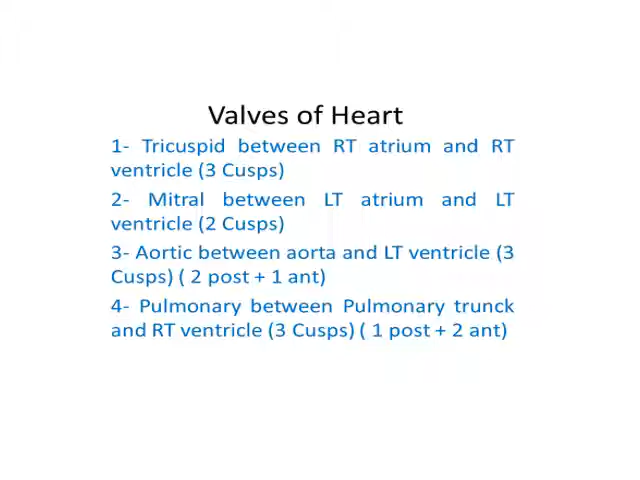 Valves of Heart
1- Tricuspid between RT atrium and RT
ventricle (3 Cusps)
2- Mitral between LT atrium and LT
ventricle (2 Cusps)
3- Aortic between aorta and LT ventricle (3
Cusps) ( 2 post + 1 ant)
4- Pulmonary between Pulmonary trunck
and RT ventricle (3 Cusps) ( 1 post + 2 ant)